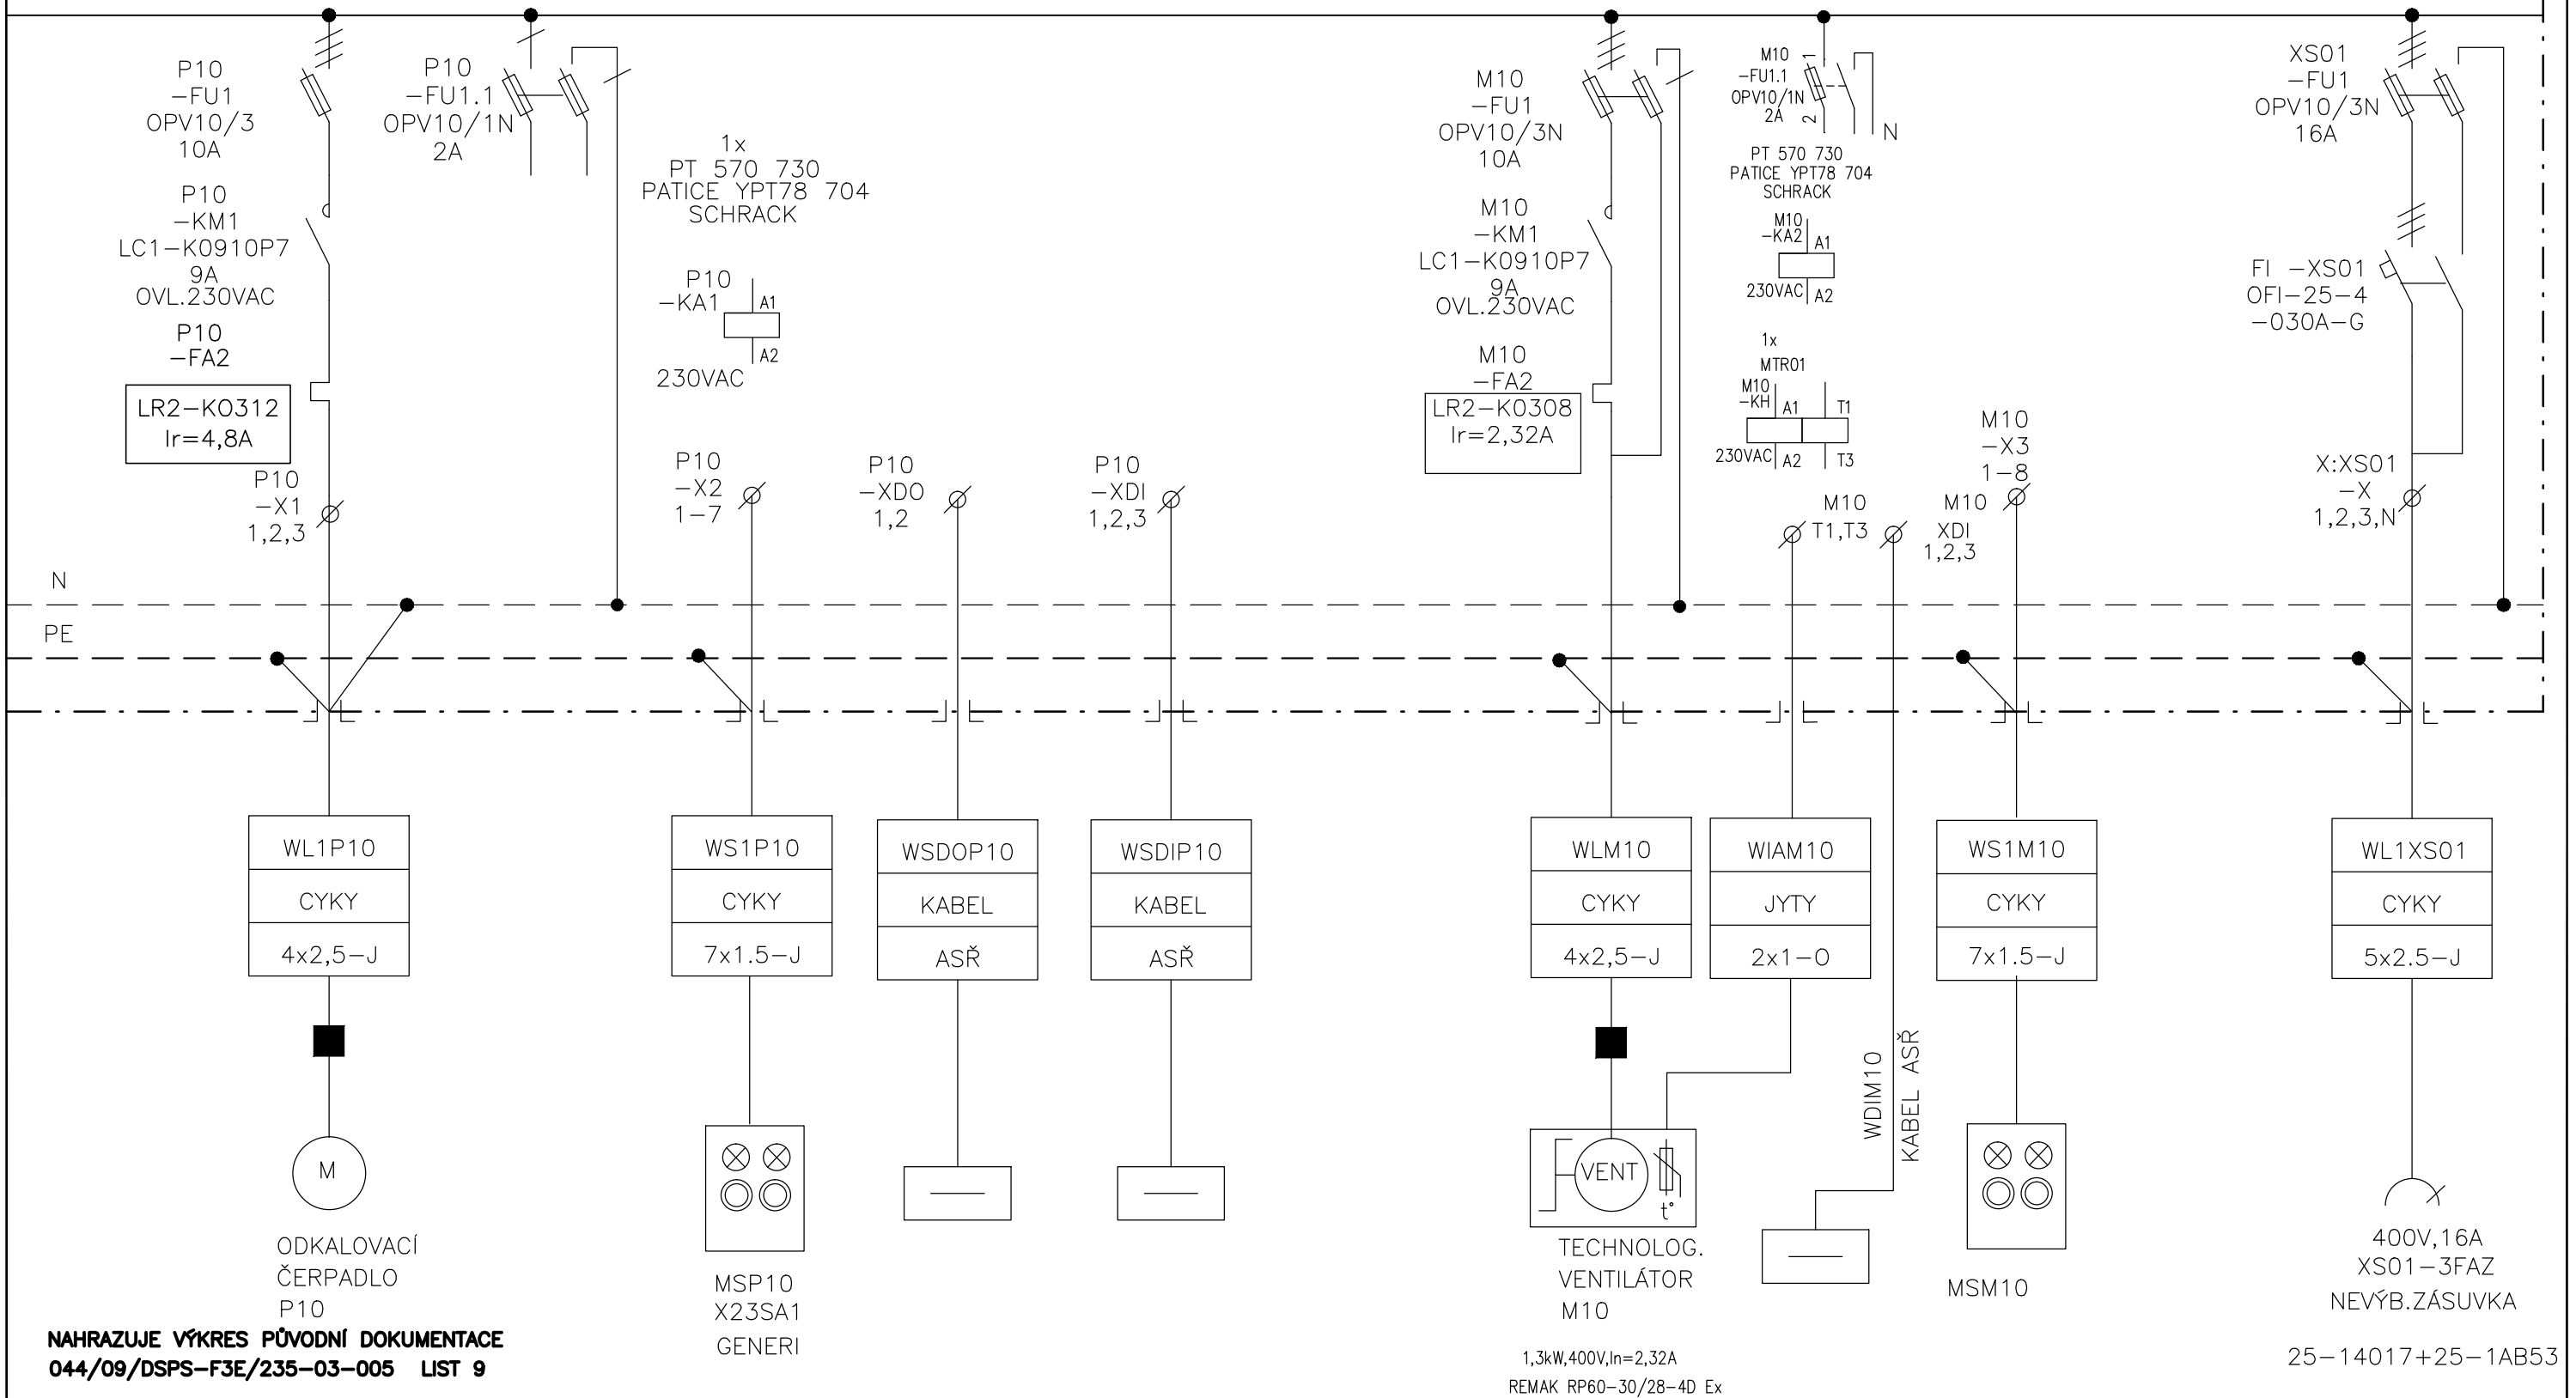 P10
-FU1
OPV10/3
10A
P10
-KM1
LC1-K0910P7
9A
OVL.230VAC
P10
-FA2
LR2-K0312
Ir=4,8A
P10
-X1
1,2,3
P10
-FU1.1
OPV10/1N
2A
1x
PT 570 730
PATICE YPT78 704
SCHRACK
P10
-KA1
A1
A2
230VAC
P10
-X2
1-7
P10
-XDO
1,2
P10
-XDI
1,2,3
M10
-FU1
OPV10/3N
10A
M10
-KM1
LC1-K0910P7
9A
OVL.230VAC
M10
-FA2
LR2-K0308
Ir=2,32A
M10
-FU1.1
OPV10/1N
2A
1
2
N
PT 570 730
PATICE YPT78 704
SCHRACK
M10
-KA2
A1
230VAC
A2
1x
MTR01
M10
-KH
A1
T1
230VAC
A2
T3
M10
T1,T3
M10
XDI
1,2,3
M10
-X3
1-8
XS01
-FU1
OPV10/3N
16A
FI -XS01
OFI-25-4
-030A-G
X:XS01
-X
1,2,3,N
N
PE
WL1P10
CYKY
4x2,5-J
WS1P10
CYKY
7x1.5-J
WSDOP10
KABEL
ASŘ
WSDIP10
KABEL
ASŘ
WLM10
CYKY
4x2,5-J
WIAM10
JYTY
2x1-O
WS1M10
CYKY
7x1.5-J
WL1XS01
CYKY
5x2.5-J
WDIM10
KABEL ASŘ
M
ODKALOVACÍ
ČERPADLO
P10
MSP10
X23SA1
GENERI
VENT
t°
TECHNOLOG.
VENTILÁTOR
M10
1,3kW,400V,In=2,32A
REMAK RP60-30/28-4D Ex
MSM10
400V,16A
XS01-3FAZ
NEVÝB.ZÁSUVKA
NAHRAZUJE VÝKRES PŮVODNÍ DOKUMENTACE
044/09/DSPS-F3E/235-03-005 LIST 9
25-14017+25-1AB53